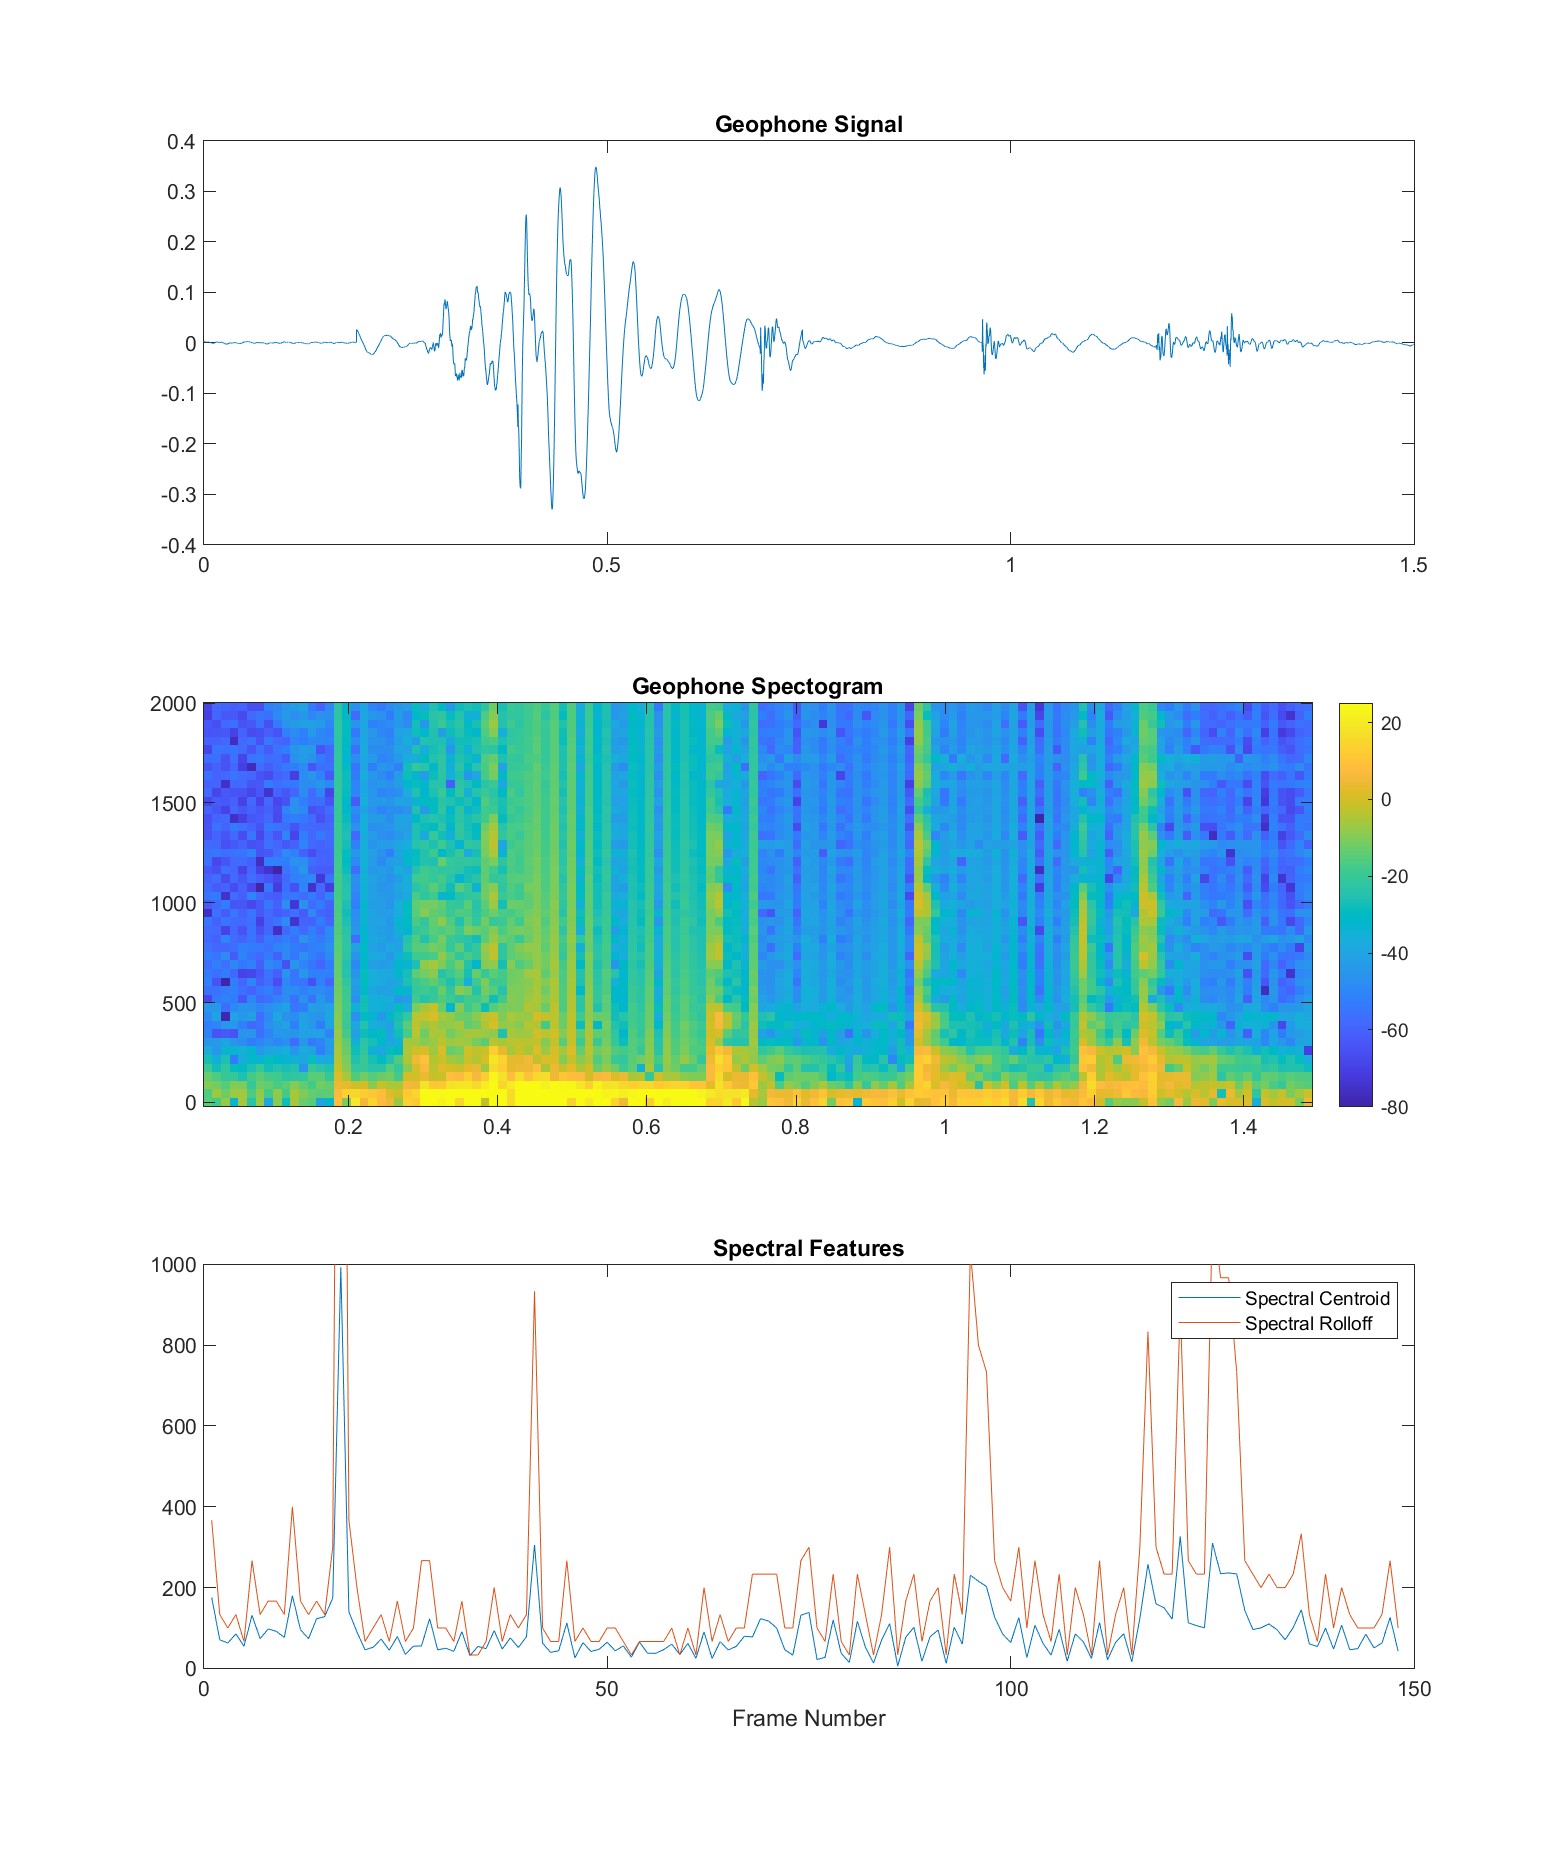 Geophone Signal
0.4
0.3
0.2
0.1
0
-0.1
-0.2
-0.3
-0.4
0 0.5 1 1.5
Geophone Spectogram
2000
1500
1000
500
0
0.2 0.4 0.6 0.8 1 1.2 1.4
20
0
-20
-40
-60
-80
Spectral Features
1000
800
600
400
200
0
Spectral Centroid
Spectral Rolloff
0 50 100 150
Frame Number